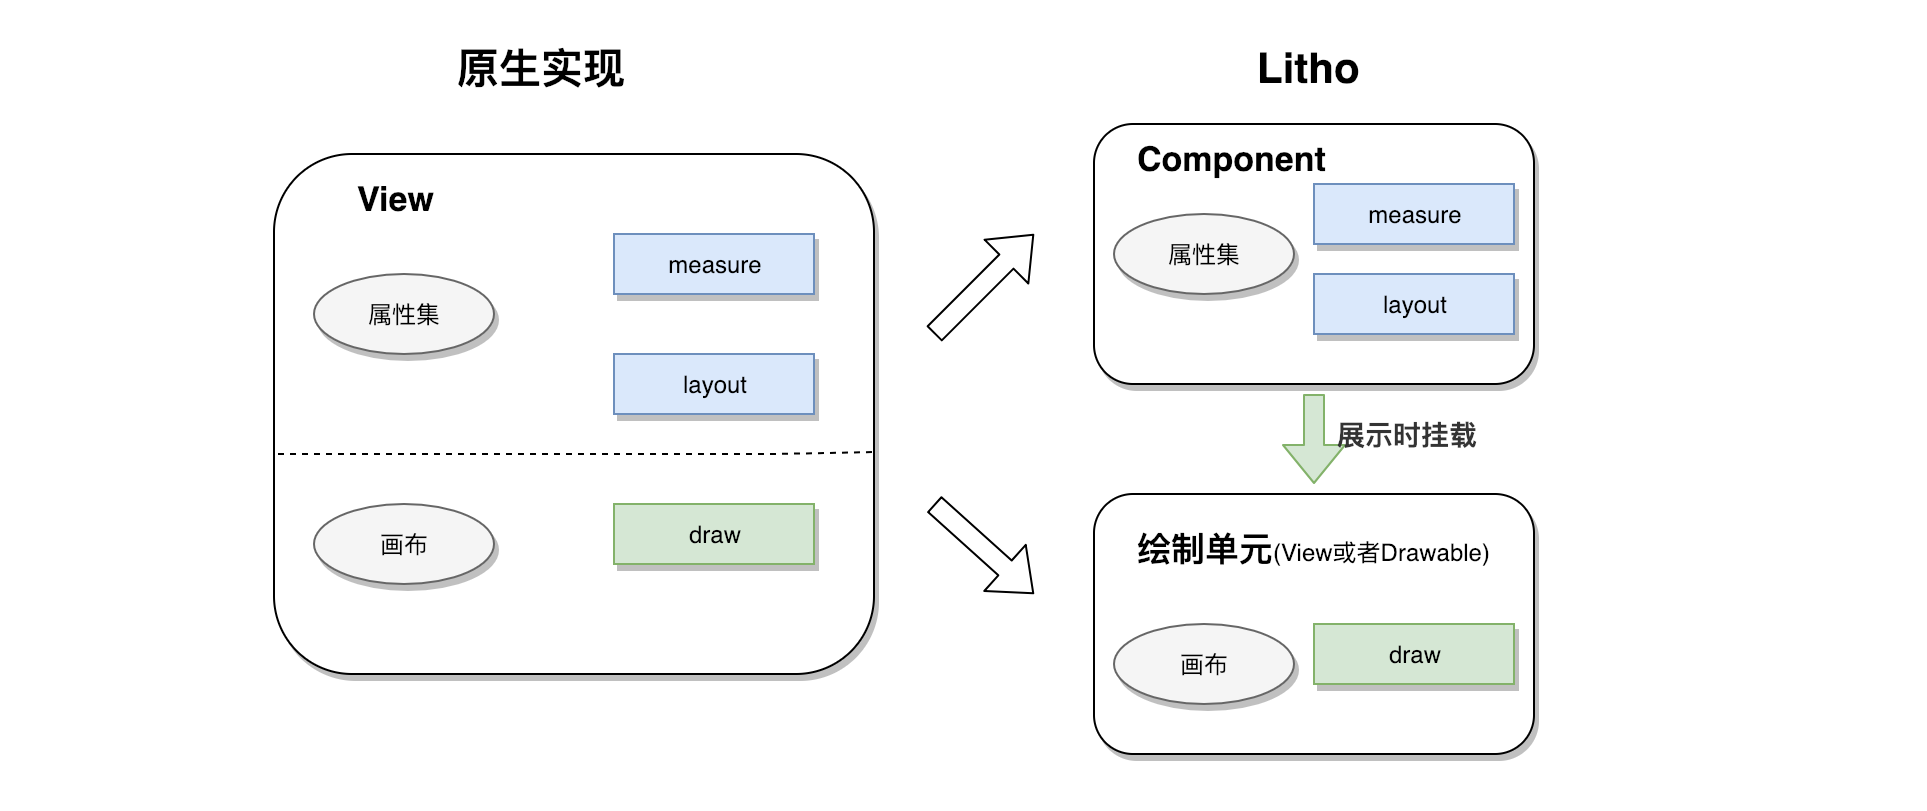 原生实现
View
属性集
measure
layout
画布
draw
Litho
Component
属性集
measure
layout
展示时挂载
绘制单元(View或者Drawable)
画布
draw